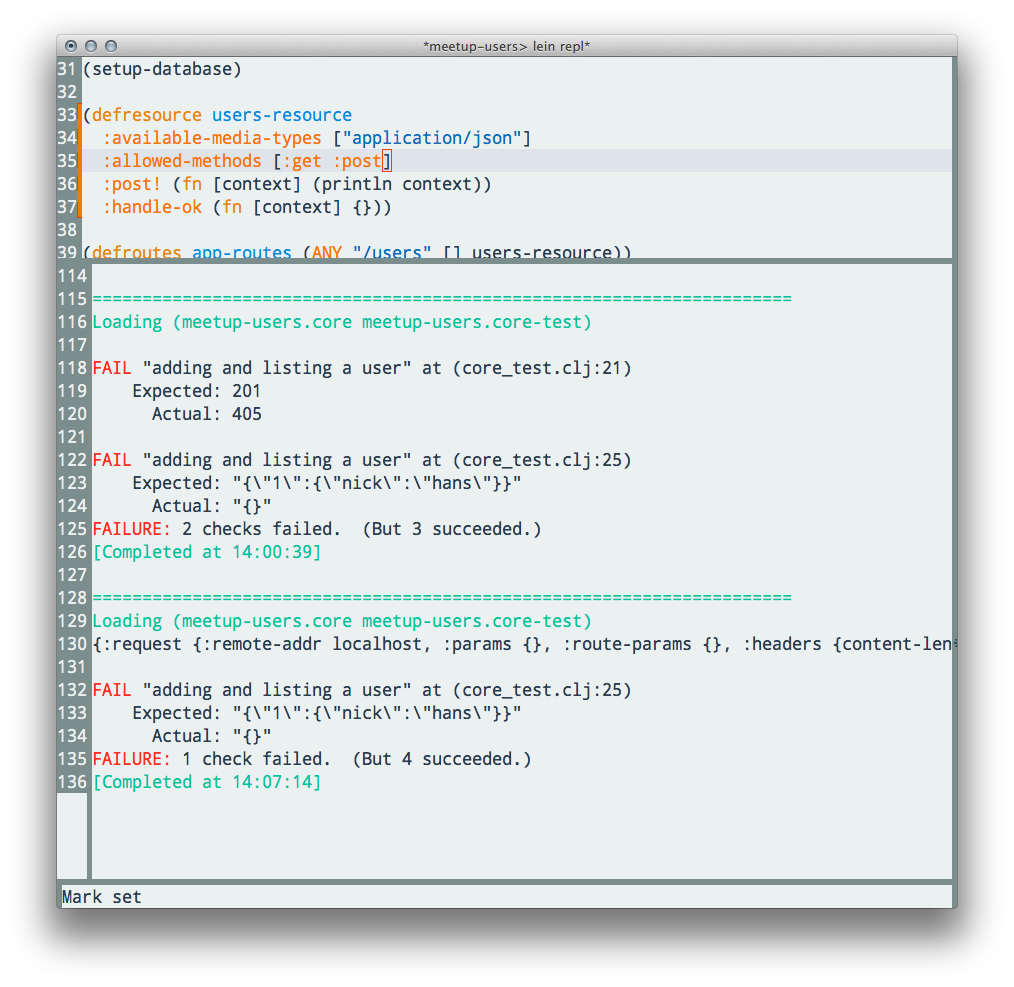 *meetup-users> lein repl*
31 (setup-database)
32
33 (defresource users-resource
34   :available-media-types ["application/json"]
35   :allowed-methods [:get :post]
36   :post! (fn [context] (println context))
37   :handle-ok (fn [context] {}))
38
39 (defroutes app-routes (ANY "/users" [] users-resource))
114
115 ======================================================================
116 Loading (meetup-users.core meetup-users.core-test)
117
118 FAIL "adding and listing a user" at (core_test.clj:21)
119     Expected: 201
120       Actual: 405
121
122 FAIL "adding and listing a user" at (core_test.clj:25)
123     Expected: "{\"1\":{\"nick\":\"hans\"}}"
124       Actual: "{}"
125 FAILURE: 2 checks failed.  (But 3 succeeded.)
126 [Completed at 14:00:39]
127
128 ======================================================================
129 Loading (meetup-users.core meetup-users.core-test)
130 {:request {:remote-addr localhost, :params {}, :route-params {}, :headers {content-len
131
132 FAIL "adding and listing a user" at (core_test.clj:25)
133     Expected: "{\"1\":{\"nick\":\"hans\"}}"
134       Actual: "{}"
135 FAILURE: 1 check failed.  (But 4 succeeded.)
136 [Completed at 14:07:14]
Mark set